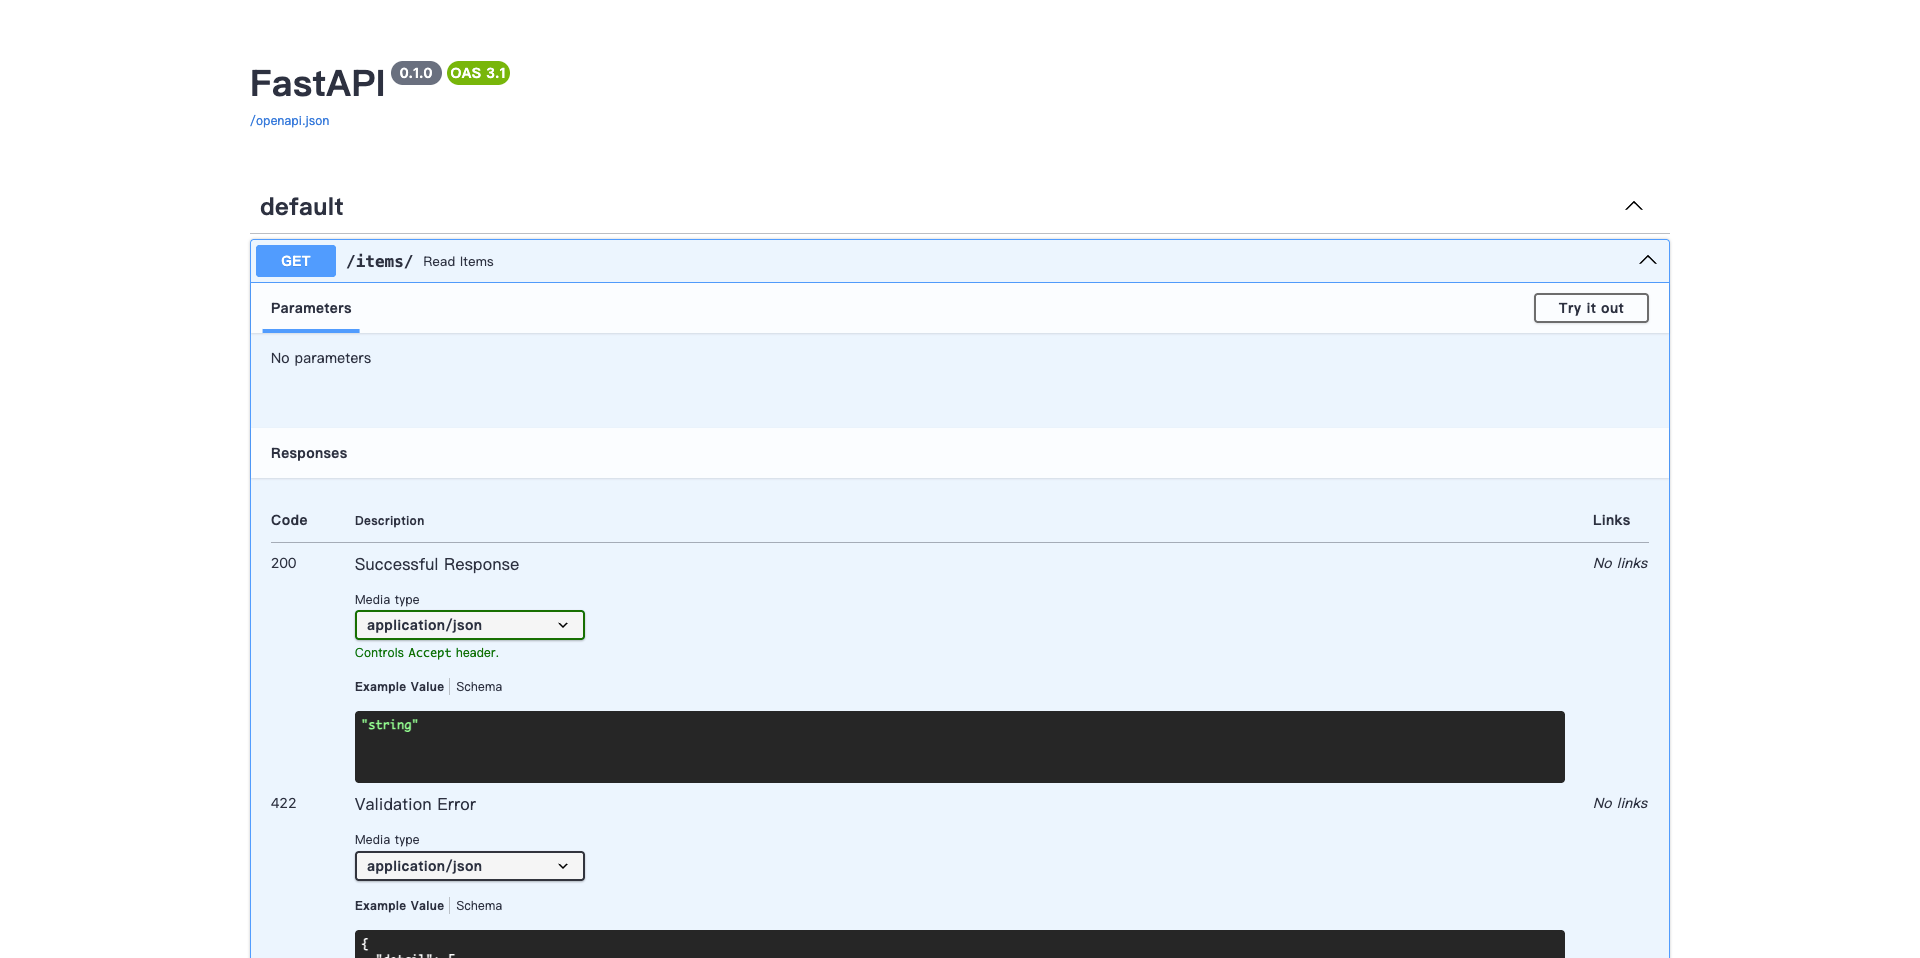 FastAPI 0.1.0 OAS 3.1
/openapi.json
default
GET /items/ Read Items
Parameters Try it out
No parameters
Responses
Code Description Links
200 Successful Response No links
Media type
application/json
Controls Accept header.
Example Value Schema
"string"
422 Validation Error No links
Media type
application/json
Example Value Schema
{
"detail": [